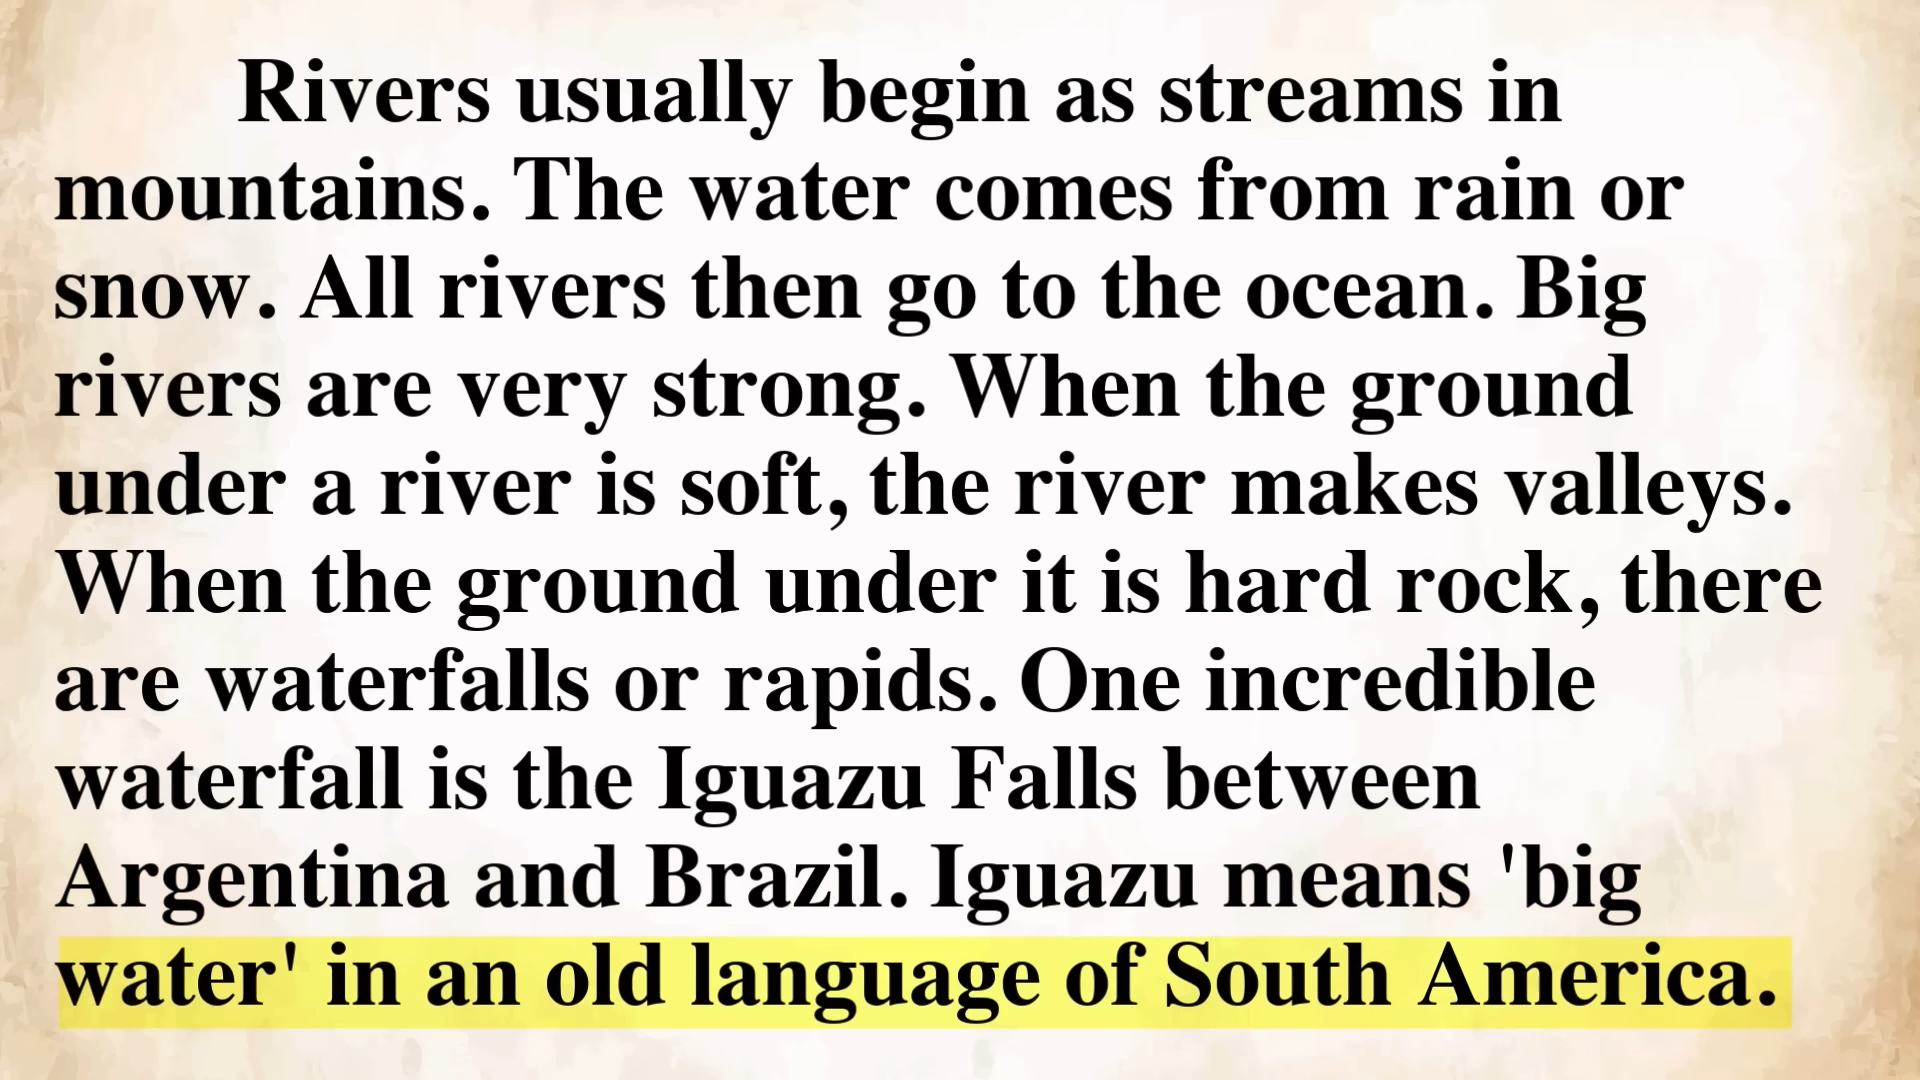 Rivers usually begin as streams in
mountains. The water comes from rain or
snow. All rivers then go to the ocean. Big
rivers are very strong. When the ground
under a river is soft, the river makes valleys.
When the ground under it is hard rock, there
are waterfalls or rapids. One incredible
waterfall is the Iguazu Falls between
Argentina and Brazil. Iguazu means 'big
water' in an old language of South America.